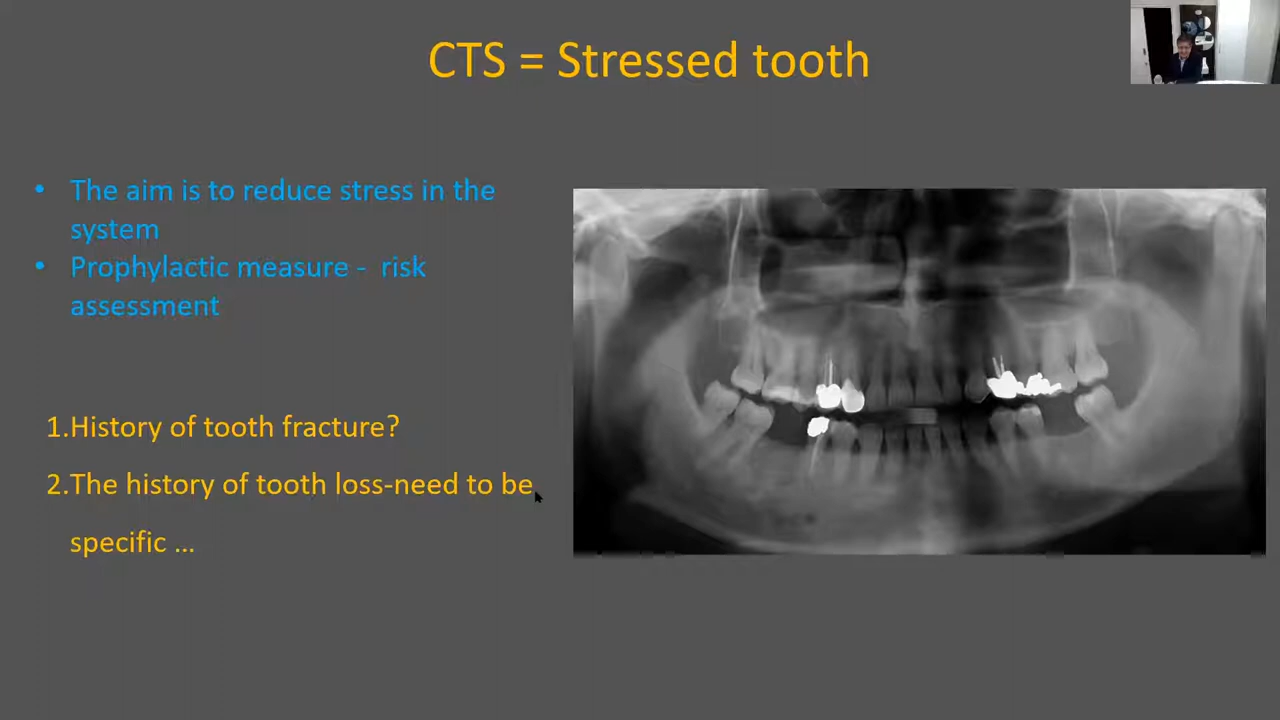 CTS = Stressed tooth
• The aim is to reduce stress in the
system
• Prophylactic measure - risk
assessment
1.History of tooth fracture?
2.The history of tooth loss-need to be
specific ...